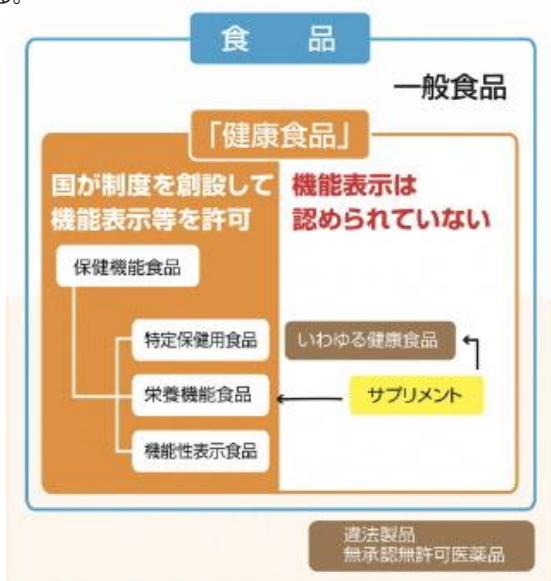 る。
食　品
一般食品
「健康食品」
国が制度を創設して
機能表示等を許可
機能表示は
認められていない
保健機能食品
特定保健用食品
いわゆる健康食品
栄養機能食品
サプリメント
機能性表示食品
違法製品
無承認無許可医薬品